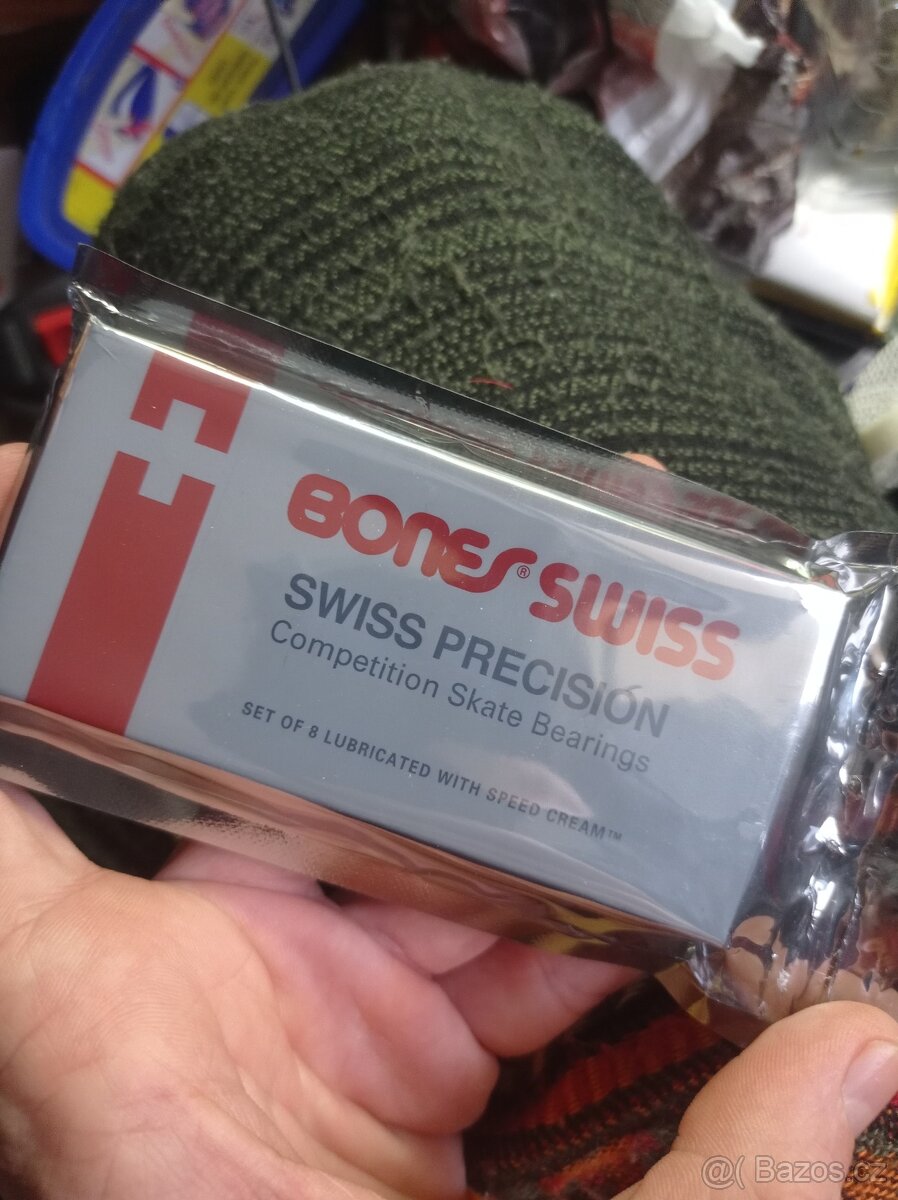 BONES® SWISS
SWISS PRECISION
Competition Skate Bearings
SET OF 8 LUBRICATED WITH SPEED CREAM™
@( Bazos.cz